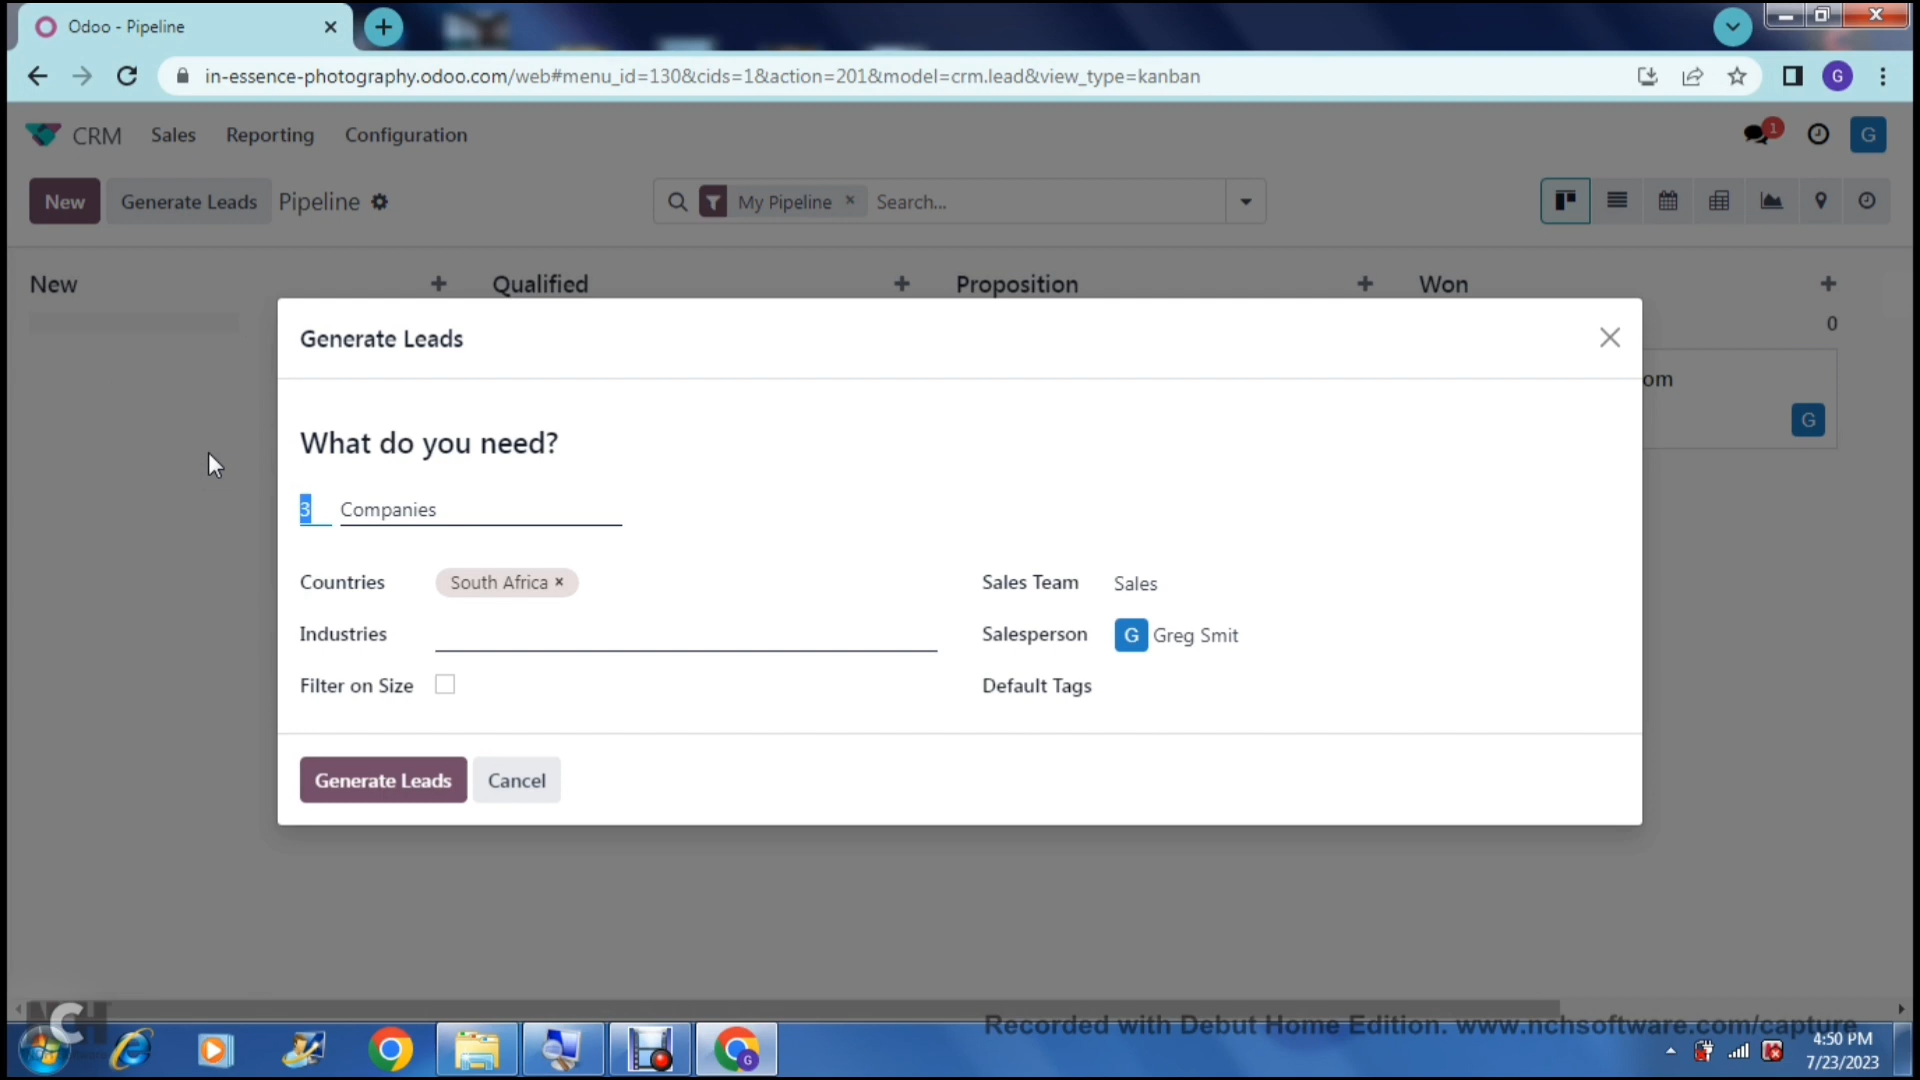 Odoo - Pipeline
in-essence-photography.odoo.com/web#menu_id=130&cids=1&action=201&model=crm.lead&view_type=kanban
G
CRM Sales Reporting Configuration
1
G
New Generate Leads Pipeline
My Pipeline × Search...
New Qualified Proposition Won
0
om
G
Generate Leads
What do you need?
3 Companies
Countries South Africa ×
Sales Team Sales
Industries
Salesperson G Greg Smit
Filter on Size
Default Tags
Generate Leads Cancel
NCH
Recorded with Debut Home Edition. www.nchsoftware.com/capture
G
4:50 PM
7/23/2023